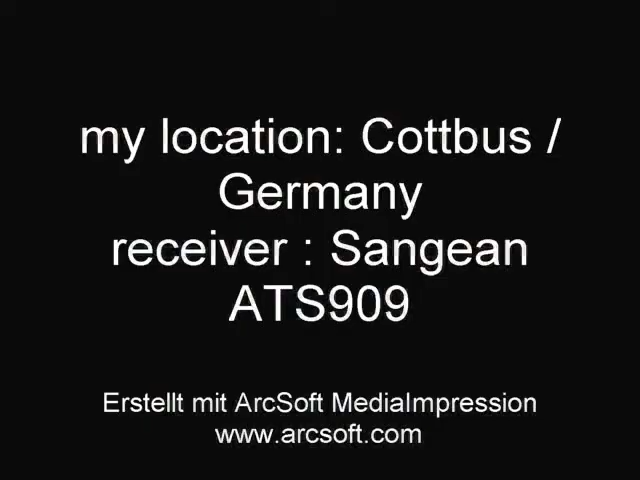 my location: Cottbus /
Germany
receiver : Sangean
ATS909
Erstellt mit ArcSoft MediaImpression
www.arcsoft.com